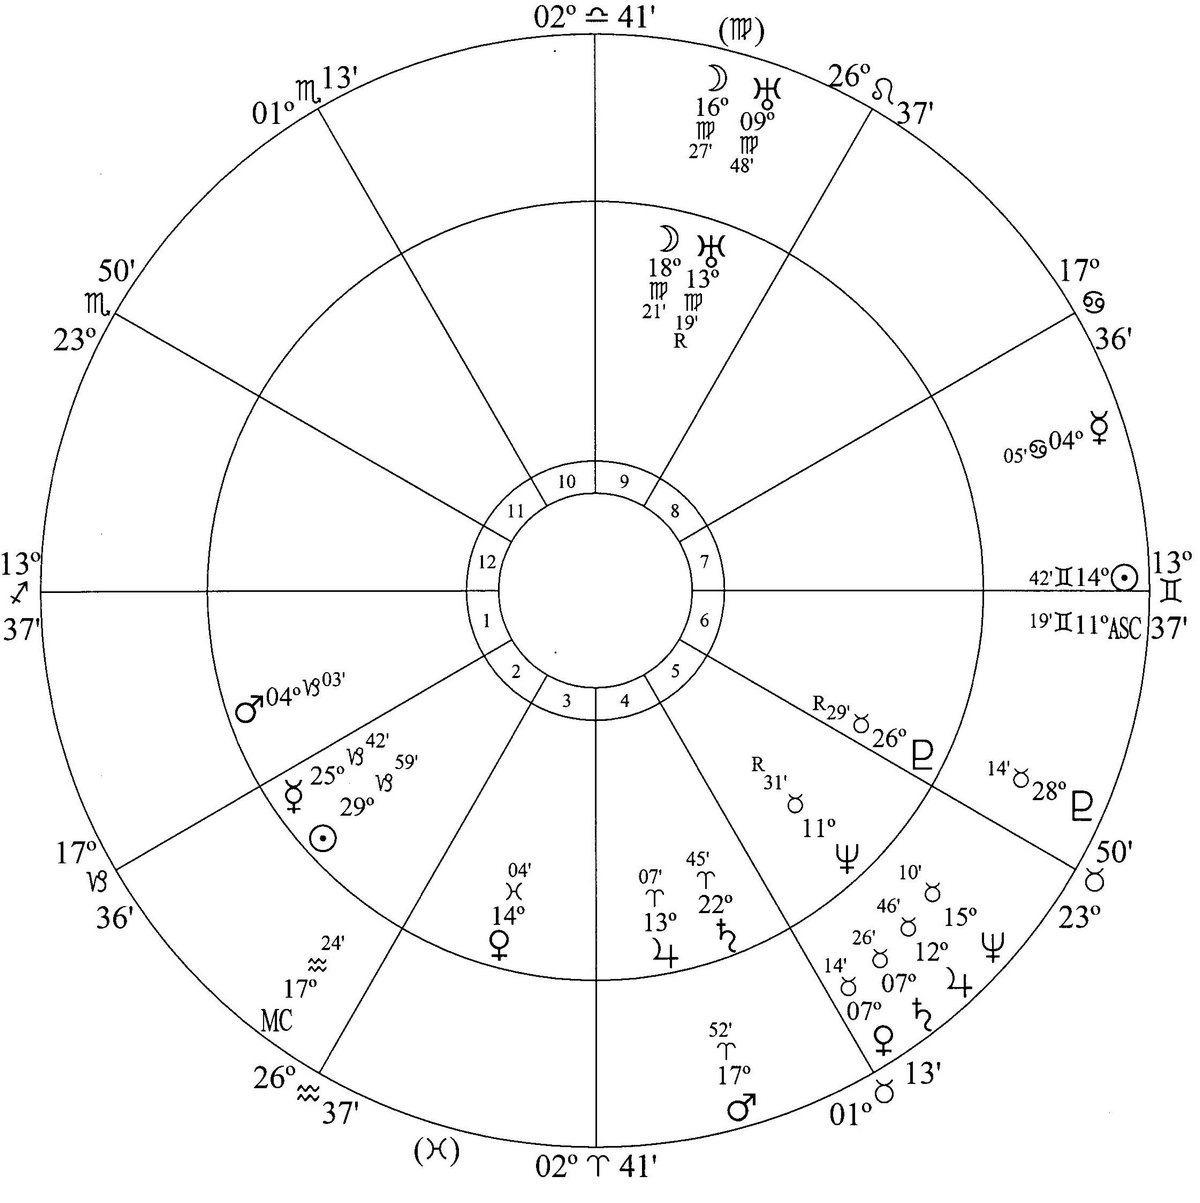 02º ♎ 41'
(♍)
26º ♌ 37'
17º ♋ 36'
13º ♊ 37'
50' ♉ 23º
01º ♉ 13'
02º ♈ 41'
(♓)
26º ♒ 37'
17º ♑ 36'
13º ♐ 37'
50' ♏ 23º
01º ♏ 13'
☽ 16º ♍ 27'
♅ 09º ♍ 48'
05' ♋ 04º ☿
42' ♊ 14º ☉
19' ♊ 11º ASC
14' ♉ 28º ♇
10' ♉ 15º ♆
46' ♉ 12º ♃
26' ♉ 07º ♄
14' ♉ 07º ♀
52' ♈ 17º ♂
24' ♒ 17º MC
☽ 18º ♍ 21'
♅ 13º ♍ 19' R
R 29' ♉ 26º ♇
R 31' ♉ 11º ♆
45' ♈ 22º ♄
07' ♈ 13º ♃
04' ♓ 14º ♀
☉ 29º ♑ 59'
☿ 25º ♑ 42'
♂ 04º ♑ 03'
1
2
3
4
5
6
7
8
9
10
11
12